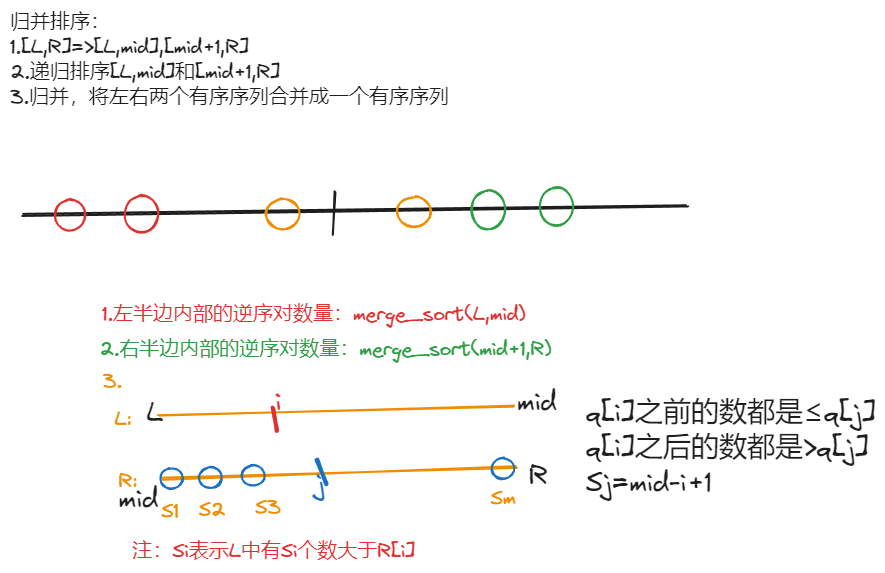 归并排序：
1.[L,R]=>[L,mid],[mid+1,R]
2.递归排序[L,mid]和[mid+1,R]
3.归并，将左右两个有序序列合并成一个有序序列
1.左半边内部的逆序对数量：merge_sort(L,mid)
2.右半边内部的逆序对数量：merge_sort(mid+1,R)
3.
L: L i mid
R: mid j R
S1 S2 S3 Sm
q[i]之前的数都是≤q[j]
q[i]之后的数都是>q[j]
Sj=mid-i+1
注：Si表示L中有Si个数大于R[i]